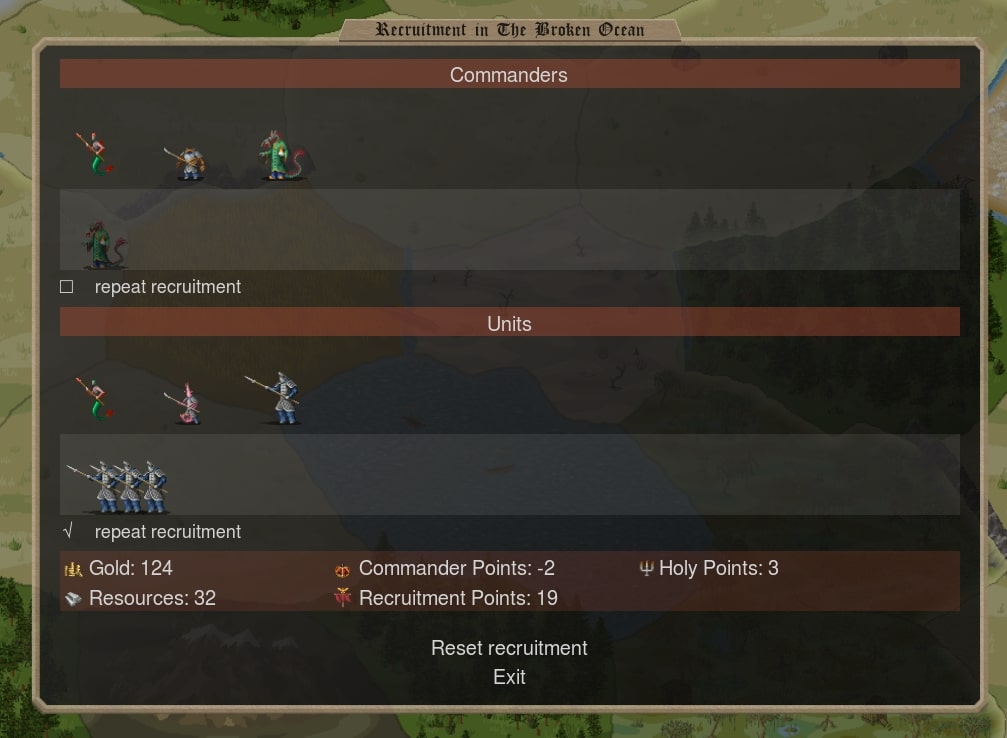 Recruitment in The Broken Ocean
Commanders
repeat recruitment
Units
√ repeat recruitment
Gold: 124 Commander Points: -2 Holy Points: 3
Resources: 32 Recruitment Points: 19
Reset recruitment
Exit